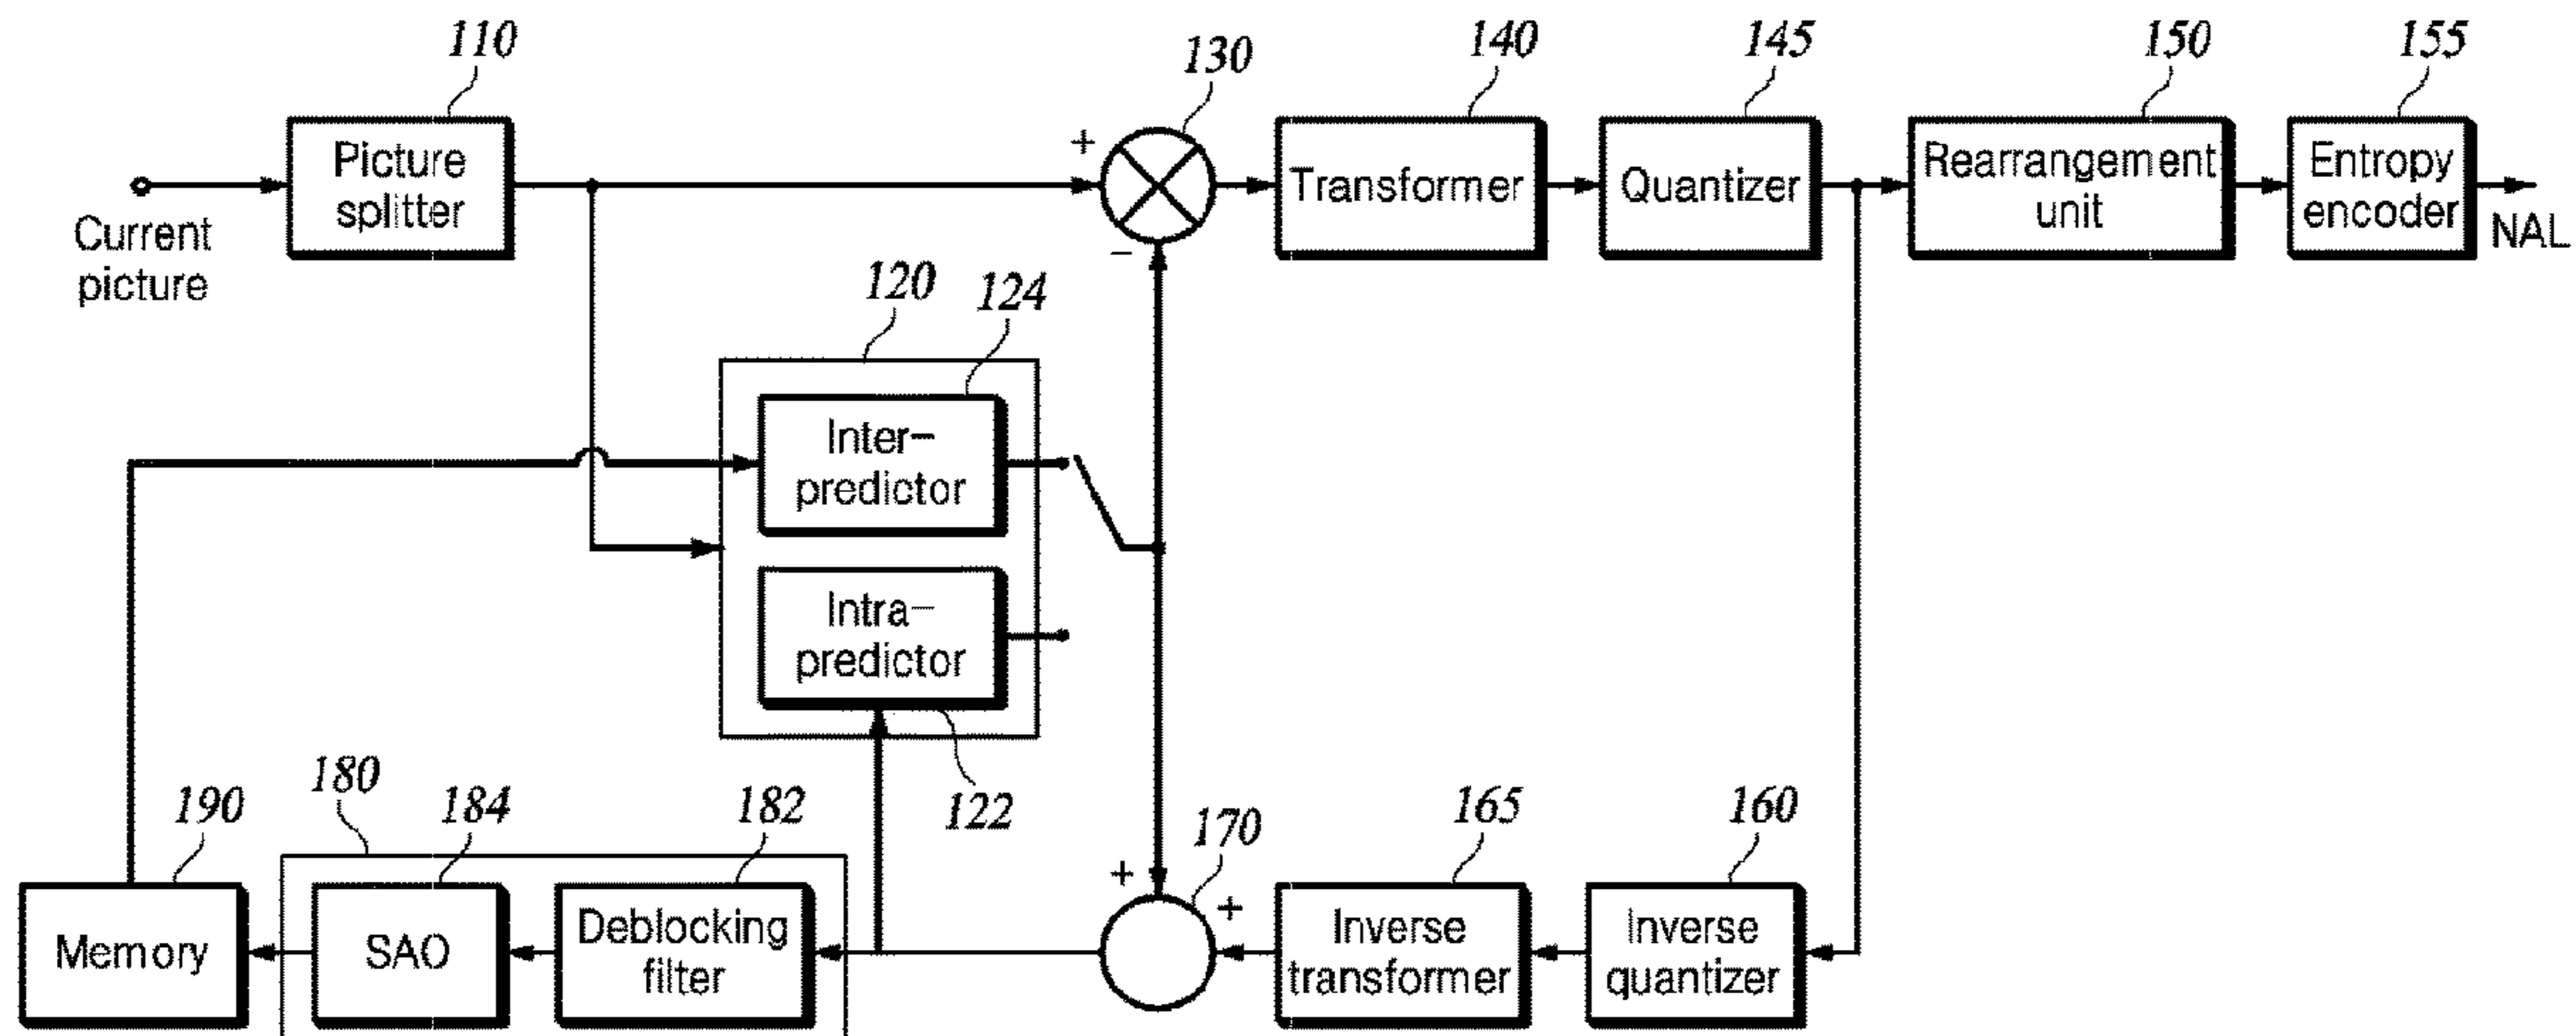 110
130
140
145
150
155
+
Picture
splitter
Transformer
Quantizer
Rearrangement
unit
Entropy
encoder
Current
picture
−
NAL
120
124
Inter−
predictor
Intra−
predictor
122
190
180
184
182
170
165
160
+
+
Memory
SAO
Deblocking
filter
Inverse
transformer
Inverse
quantizer